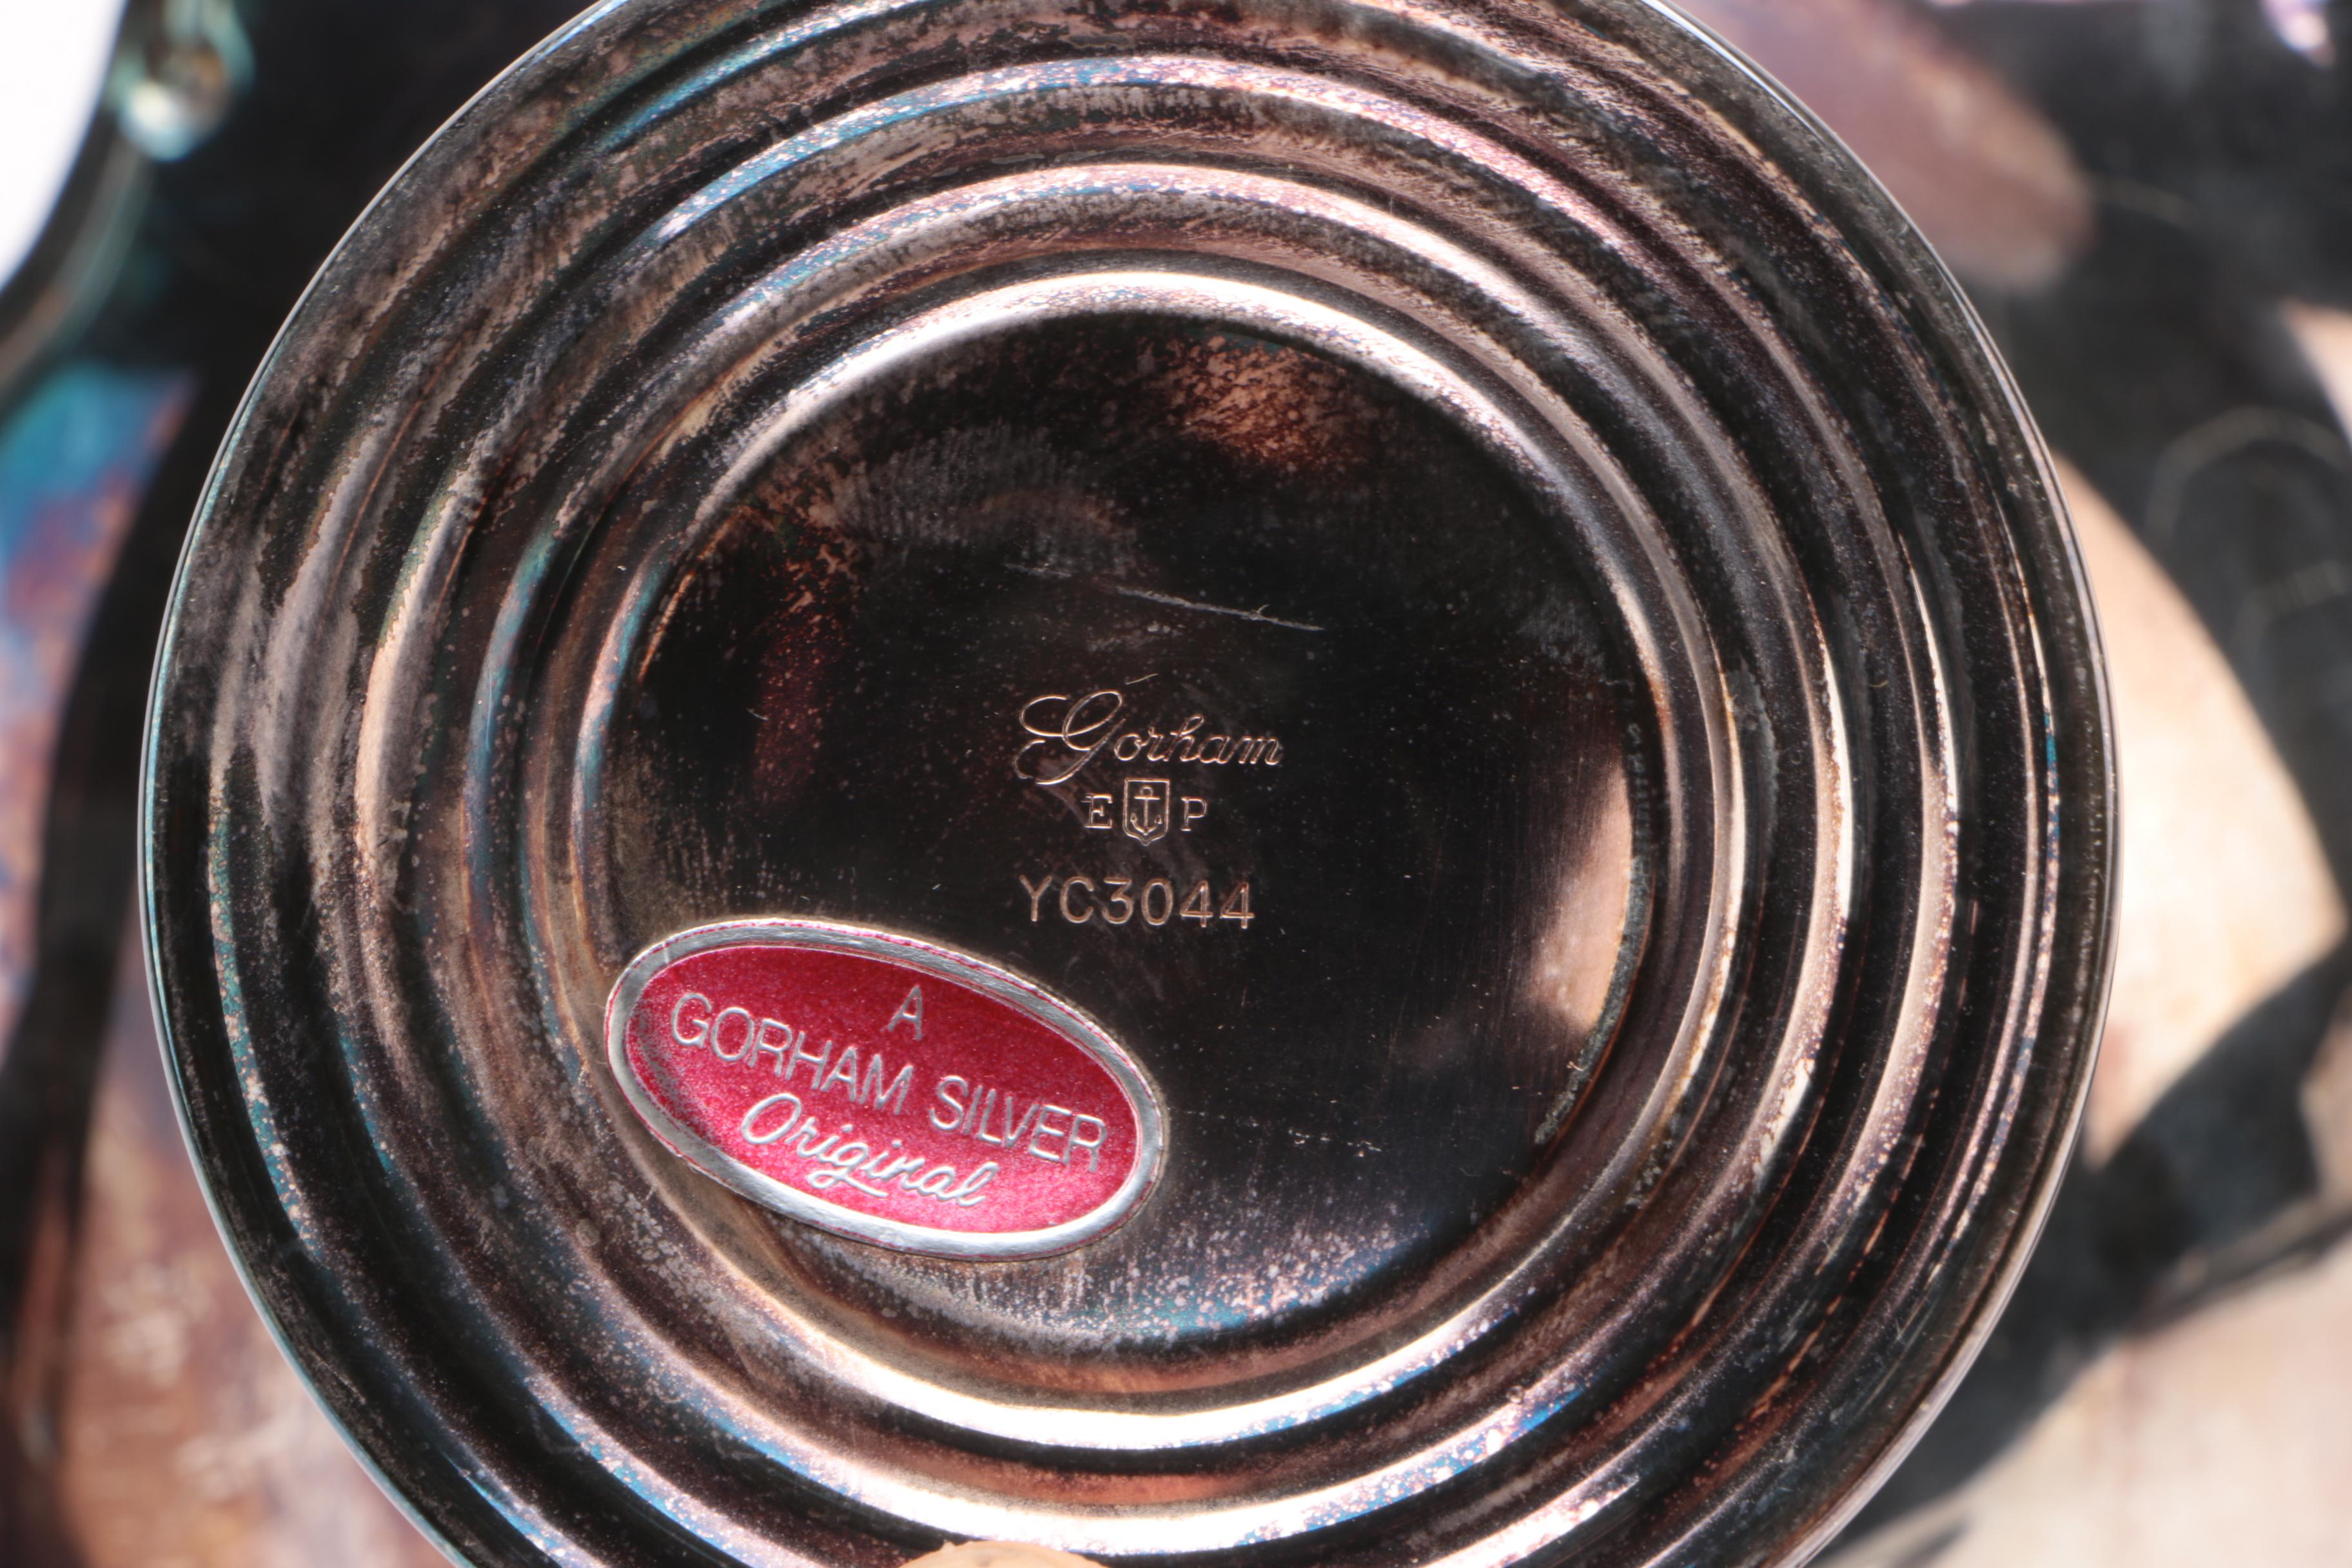 Gorham
E P
YC3044
A
GORHAM SILVER
Original